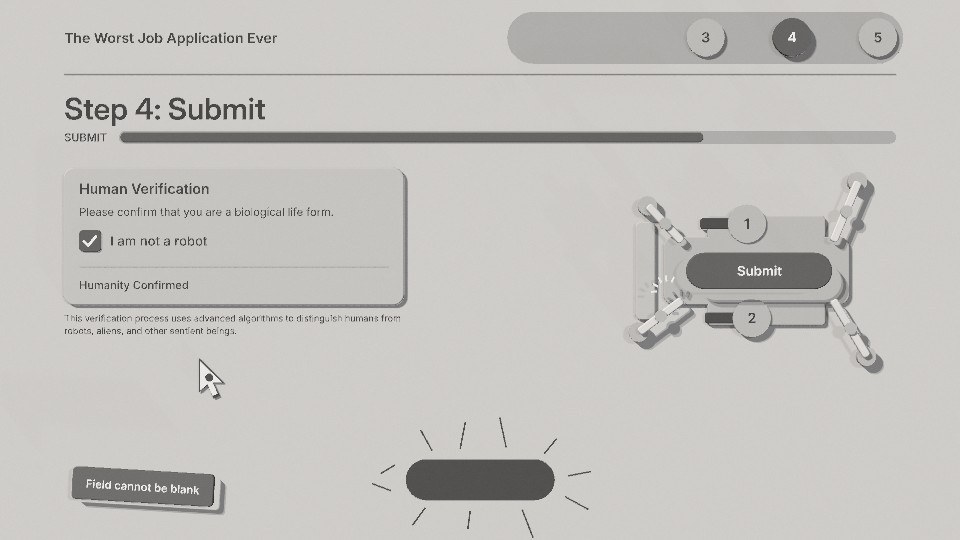 The Worst Job Application Ever
3
4
5
Step 4: Submit
SUBMIT
Human Verification
Please confirm that you are a biological life form.
I am not a robot
Humanity Confirmed
This verification process uses advanced algorithms to distinguish humans from
robots, aliens, and other sentient beings.
1
Submit
2
Field cannot be blank